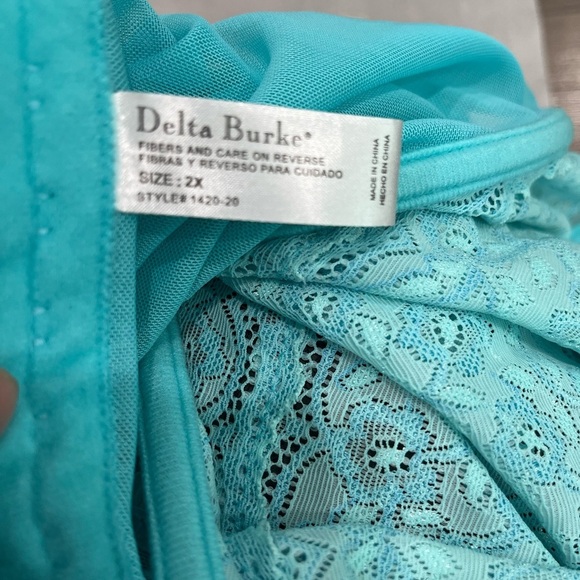 Delta Burke®
FIBERS AND CARE ON REVERSE
FIBRAS Y REVERSO PARA CUIDADO
SIZE : 2X
STYLE# 1420-20
MADE IN CHINA
HECHO EN CHINA